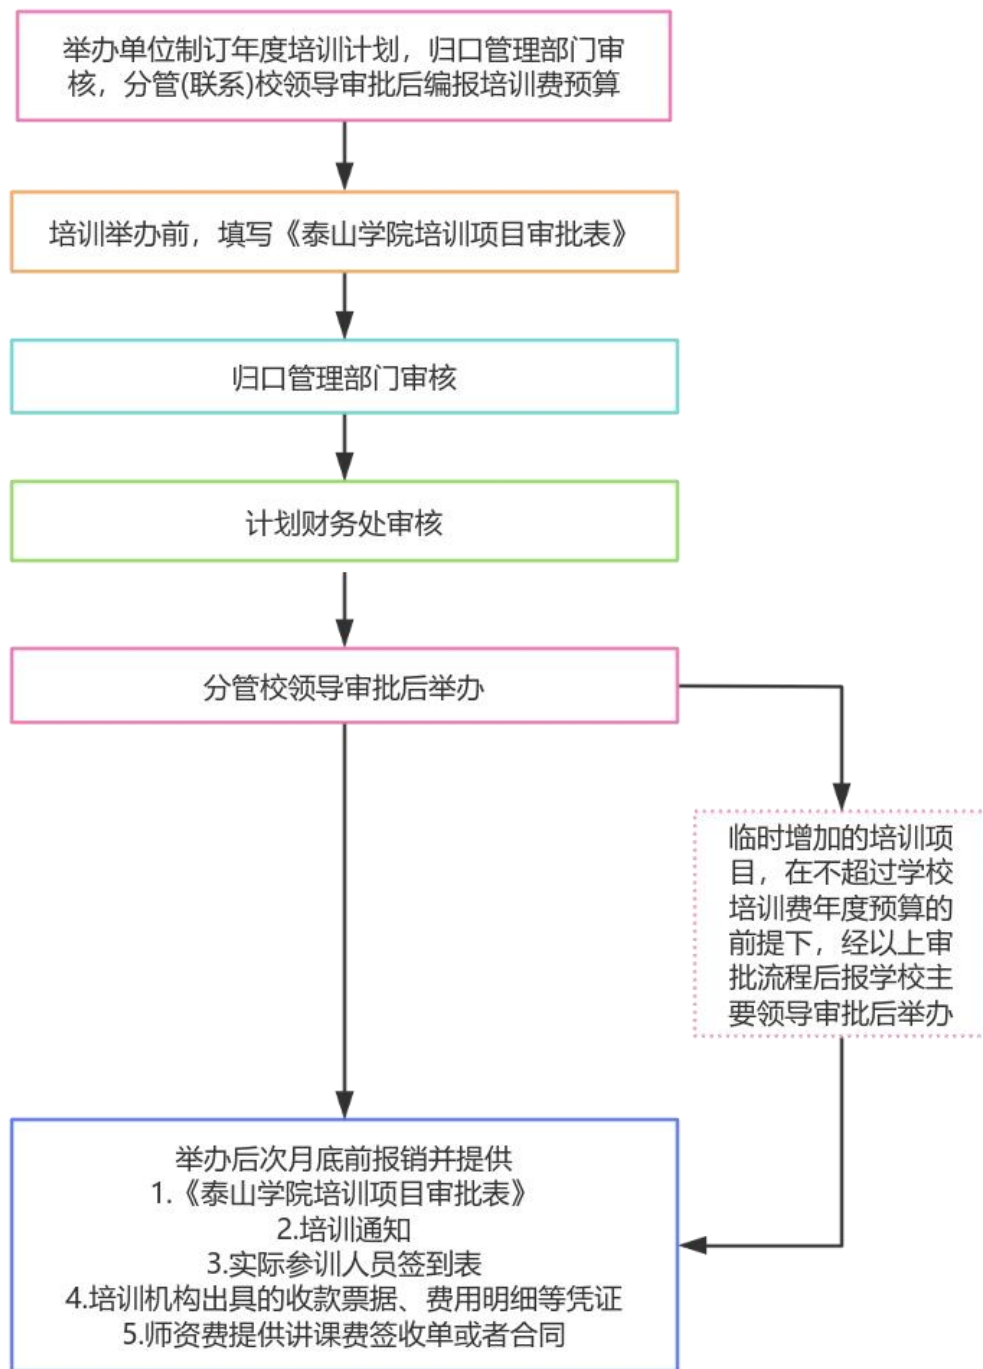 举办单位制订年度培训计划，归口管理部门审
核，分管(联系)校领导审批后编报培训费预算
培训举办前，填写《泰山学院培训项目审批表》
归口管理部门审核
计划财务处审核
分管校领导审批后举办
临时增加的培训项
目，在不超过学校
培训费年度预算的
前提下，经以上审
批流程后报学校主
要领导审批后举办
举办后次月底前报销并提供
1.《泰山学院培训项目审批表》
2.培训通知
3.实际参训人员签到表
4.培训机构出具的收款票据、费用明细等凭证
5.师资费提供讲课费签收单或者合同